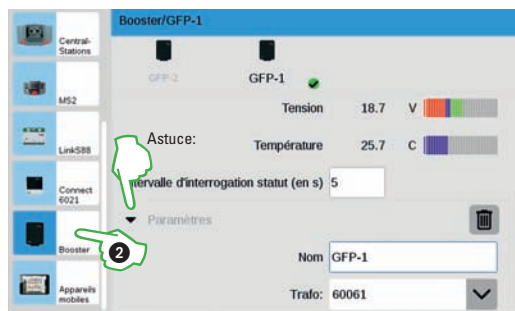 Booster/GFP-1
Central-
Stations
MS2
LinkS88
Connect
6021
Booster
Appareils
mobiles
GFP-2
GFP-1
Tension 18.7 V
Astuce:
Température 25.7 C
ntervalle d'interrogation statut (en s) 5
Paramètres
2
Nom GFP-1
Trafo: 60061